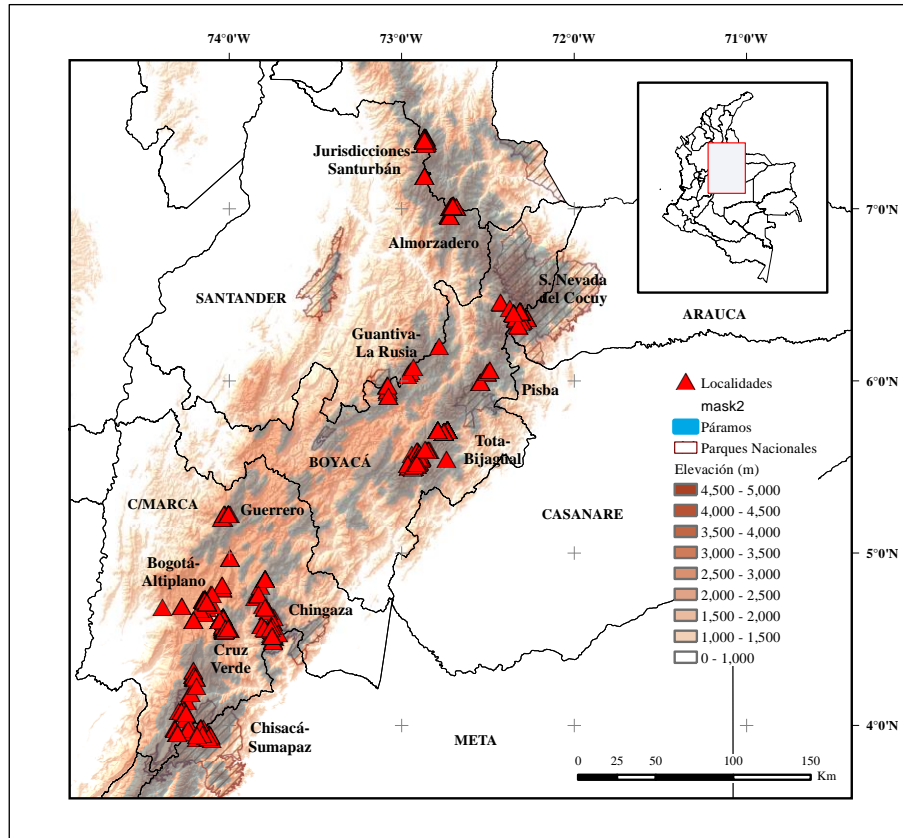 74°0'W 73°0'W 72°0'W 71°0'W
Jurisdicciones-
Santurbán
7°0'N
Almorzadero
S. Nevada
del Cocuy
SANTANDER
ARAUCA
Guantiva-
La Rusia
Localidades
6°0'N
Pisba
mask2
Páramos
Tota-
Bijagual
Parques Nacionales
BOYACÁ
Elevación (m)
4,500 - 5,000
C/MARCA
Guerrero
4,000 - 4,500
CASANARE
3,500 - 4,000
3,000 - 3,500
5°0'N
Bogotá-
Altiplano
2,500 - 3,000
2,000 - 2,500
Chingaza
1,500 - 2,000
1,000 - 1,500
Cruz
Verde
0 - 1,000
4°0'N
Chisacá-
Sumapaz
META
0 25 50 100 150
Km